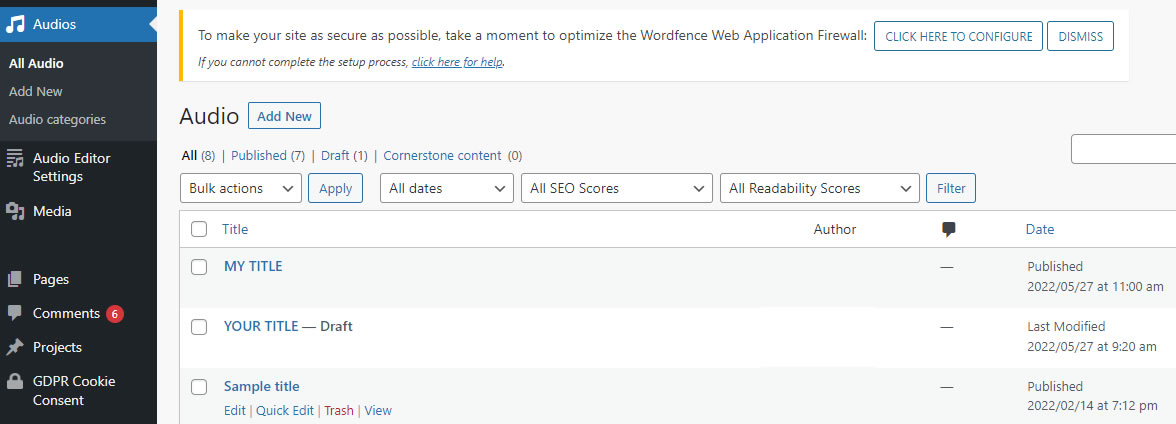 Audios
All Audio
Add New
Audio categories
Audio Editor
Settings
Media
Pages
Comments 6
Projects
GDPR Cookie
Consent
To make your site as secure as possible, take a moment to optimize the Wordfence Web Application Firewall: CLICK HERE TO CONFIGURE DISMISS
If you cannot complete the setup process, click here for help.
Audio Add New
All (8) | Published (7) | Draft (1) | Cornerstone content (0)
Bulk actions Apply All dates All SEO Scores All Readability Scores Filter
Title Author Date
MY TITLE — Published
2022/05/27 at 11:00 am
YOUR TITLE — Draft — Last Modified
2022/05/27 at 9:20 am
Sample title — Published
Edit | Quick Edit | Trash | View 2022/02/14 at 7:12 pm